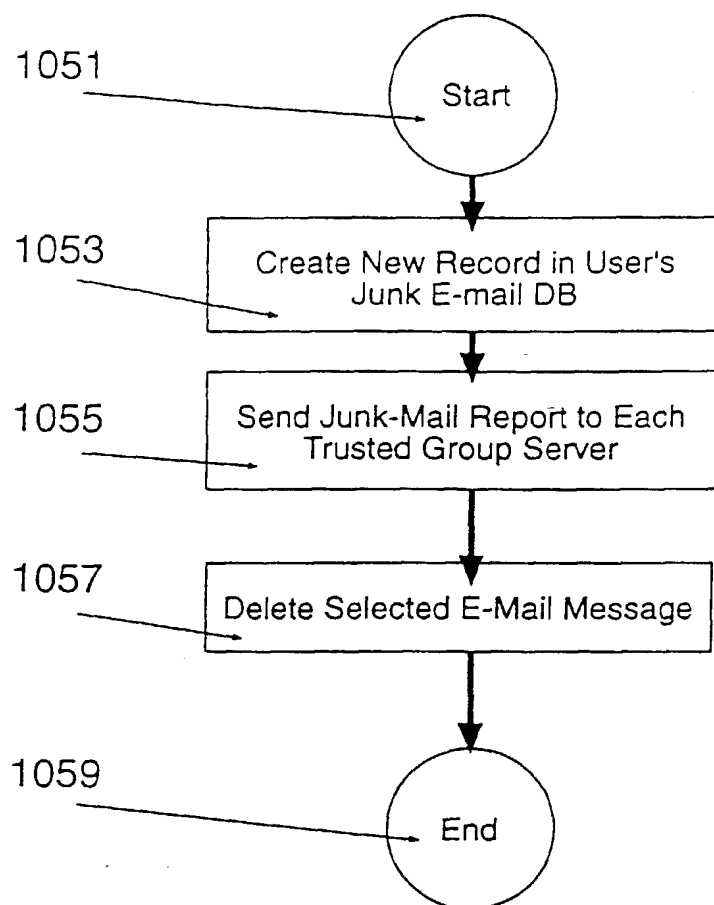 1051
Start
1053
Create New Record in User's
Junk E-mail DB
1055
Send Junk-Mail Report to Each
Trusted Group Server
1057
Delete Selected E-Mail Message
1059
End